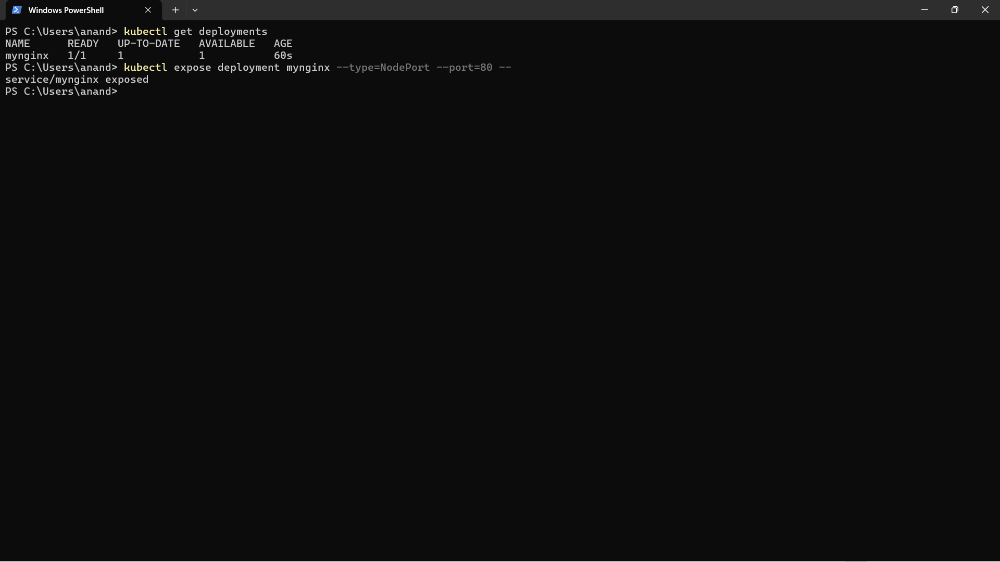 Windows PowerShell
PS C:\Users\anand> kubectl get deployments
NAME      READY   UP-TO-DATE   AVAILABLE   AGE
mynginx   1/1     1            1           60s
PS C:\Users\anand> kubectl expose deployment mynginx --type=NodePort --port=80 --
service/mynginx exposed
PS C:\Users\anand>